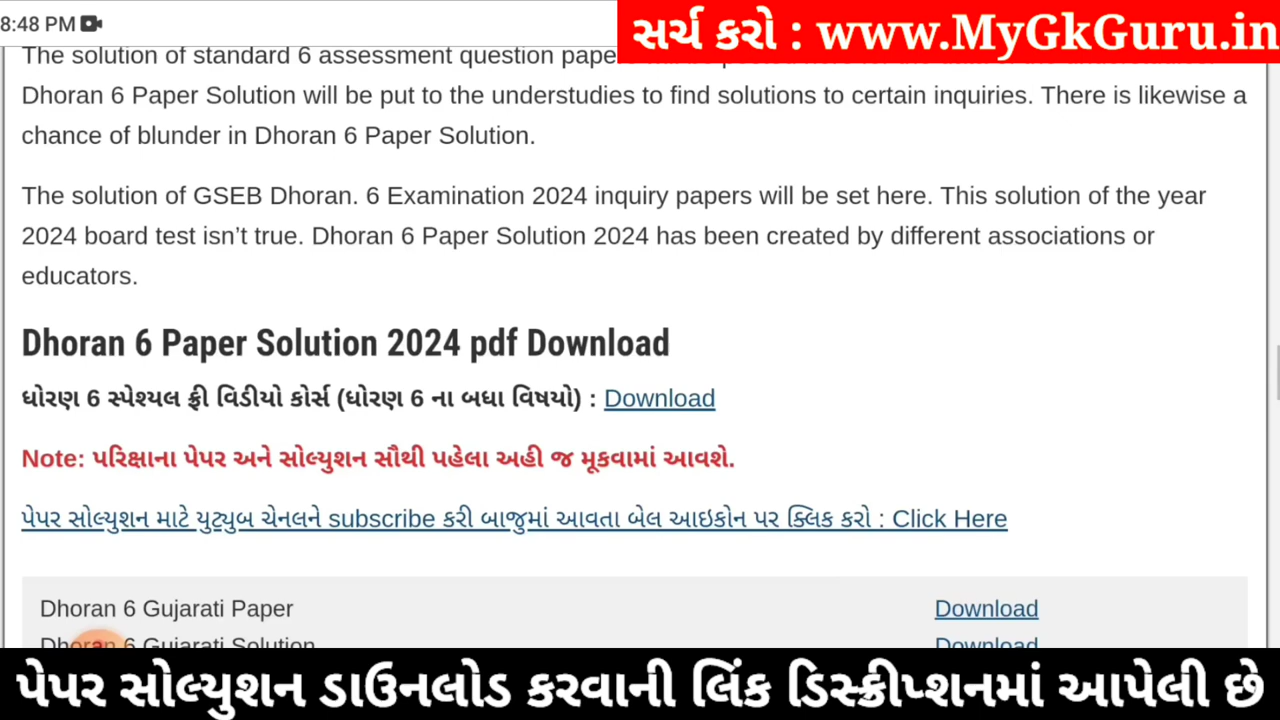 8:48 PM
સર્ચ કરો : www.MyGkGuru.in
The solution of standard 6 assessment question
Dhoran 6 Paper Solution will be put to the understudies to find solutions to certain inquiries. There is likewise a
chance of blunder in Dhoran 6 Paper Solution.
The solution of GSEB Dhoran. 6 Examination 2024 inquiry papers will be set here. This solution of the year
2024 board test isn’t true. Dhoran 6 Paper Solution 2024 has been created by different associations or
educators.
Dhoran 6 Paper Solution 2024 pdf Download
ધોરણ 6 સ્પેશ્યલ ફ્રી વિડીયો કોર્સ (ધોરણ 6 ના બધા વિષયો) : Download
Note: પરિક્ષાના પેપર અને સોલ્યુશન સૌથી પહેલા અહી જ મૂકવામાં આવશે.
પેપર સોલ્યુશન માટે યુટ્યુબ ચેનલને subscribe કરી બાજુમાં આવતા બેલ આઇકોન પર ક્લિક કરો : Click Here
Dhoran 6 Gujarati Paper Download
Dhoran 6 Gujarati Solution Download
પેપર સોલ્યુશન ડાઉનલોડ કરવાની લિંક ડિસ્ક્રીપ્શનમાં આપેલી છે